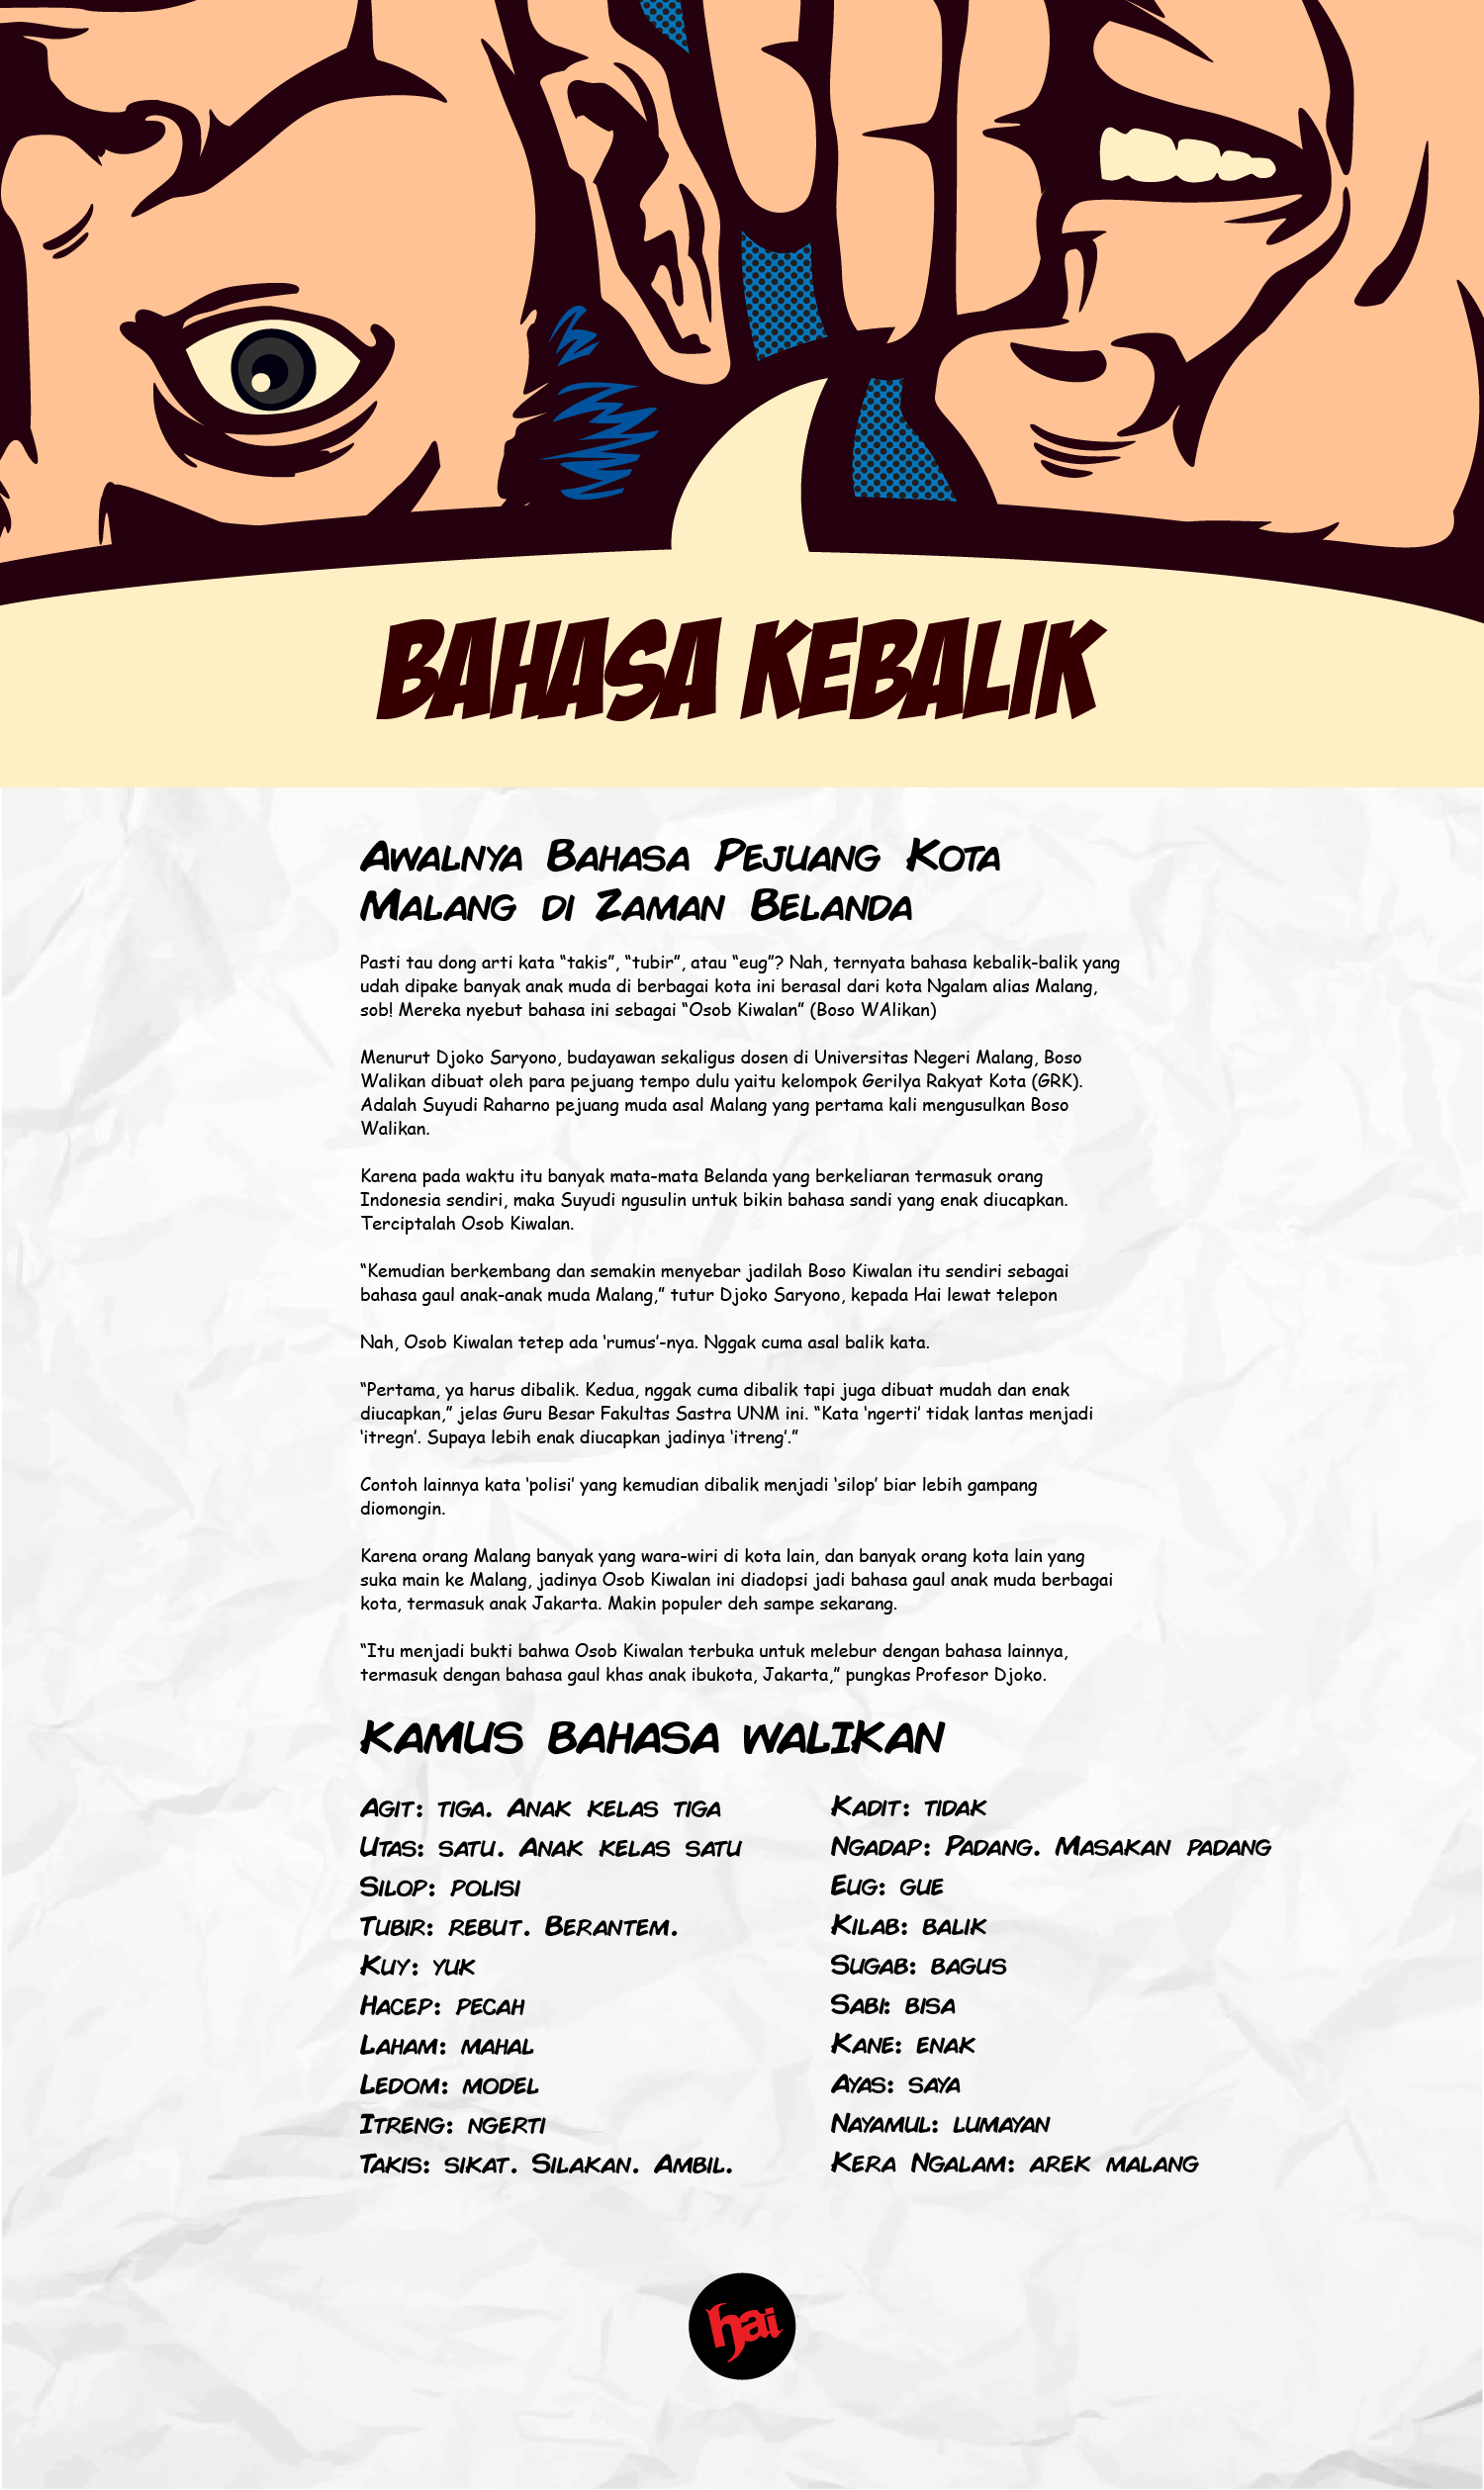 BAHASA KEBALIK
Awalnya Bahasa Pejuang Kota
Malang di Zaman Belanda
Pasti tau dong arti kata “takis”, “tubir”, atau “eug”? Nah, ternyata bahasa kebalik-balik yang
udah dipake banyak anak muda di berbagai kota ini berasal dari kota Ngalam alias Malang,
sob! Mereka nyebut bahasa ini sebagai “Osob Kiwalan” (Boso WAlikan)
Menurut Djoko Saryono, budayawan sekaligus dosen di Universitas Negeri Malang, Boso
Walikan dibuat oleh para pejuang tempo dulu yaitu kelompok Gerilya Rakyat Kota (GRK).
Adalah Suyudi Raharno pejuang muda asal Malang yang pertama kali mengusulkan Boso
Walikan.
Karena pada waktu itu banyak mata-mata Belanda yang berkeliaran termasuk orang
Indonesia sendiri, maka Suyudi ngusulin untuk bikin bahasa sandi yang enak diucapkan.
Terciptalah Osob Kiwalan.
“Kemudian berkembang dan semakin menyebar jadilah Boso Kiwalan itu sendiri sebagai
bahasa gaul anak-anak muda Malang,” tutur Djoko Saryono, kepada Hai lewat telepon
Nah, Osob Kiwalan tetep ada ‘rumus’-nya. Nggak cuma asal balik kata.
“Pertama, ya harus dibalik. Kedua, nggak cuma dibalik tapi juga dibuat mudah dan enak
diucapkan,” jelas Guru Besar Fakultas Sastra UNM ini. “Kata ‘ngerti’ tidak lantas menjadi
‘itregn’. Supaya lebih enak diucapkan jadinya ‘itreng’.”
Contoh lainnya kata ‘polisi’ yang kemudian dibalik menjadi ‘silop’ biar lebih gampang
diomongin.
Karena orang Malang banyak yang wara-wiri di kota lain, dan banyak orang kota lain yang
suka main ke Malang, jadinya Osob Kiwalan ini diadopsi jadi bahasa gaul anak muda berbagai
kota, termasuk anak Jakarta. Makin populer deh sampe sekarang.
“Itu menjadi bukti bahwa Osob Kiwalan terbuka untuk melebur dengan bahasa lainnya,
termasuk dengan bahasa gaul khas anak ibukota, Jakarta,” pungkas Profesor Djoko.
KAMUS BAHASA WALIKAN
Agit: tiga. Anak kelas tiga
Utas: satu. Anak kelas satu
Silop: polisi
Tubir: rebut. Berantem.
Kuy: yuk
Hacep: pecah
Laham: mahal
Ledom: model
Itreng: ngerti
Takis: sikat. Silakan. Ambil.
Kadit: tidak
Ngadap: Padang. Masakan padang
Eug: gue
Kilab: balik
Sugab: bagus
Sabi: bisa
Kane: enak
Ayas: saya
Nayamul: lumayan
Kera Ngalam: arek malang
hai